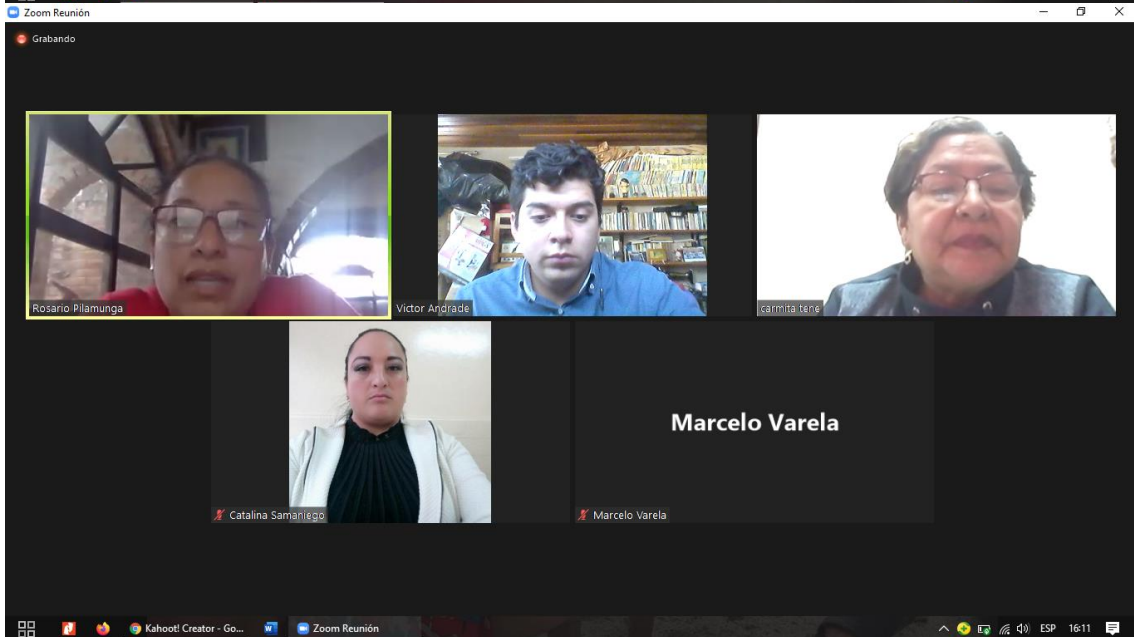 Zoom Reunión
Grabando
Rosario Pilamunga
Victor Andrade
carmita tene
Marcelo Varela
Catalina Samaniego
Marcelo Varela
Kahoot! Creator - Go...
Zoom Reunión
ESP
16:11